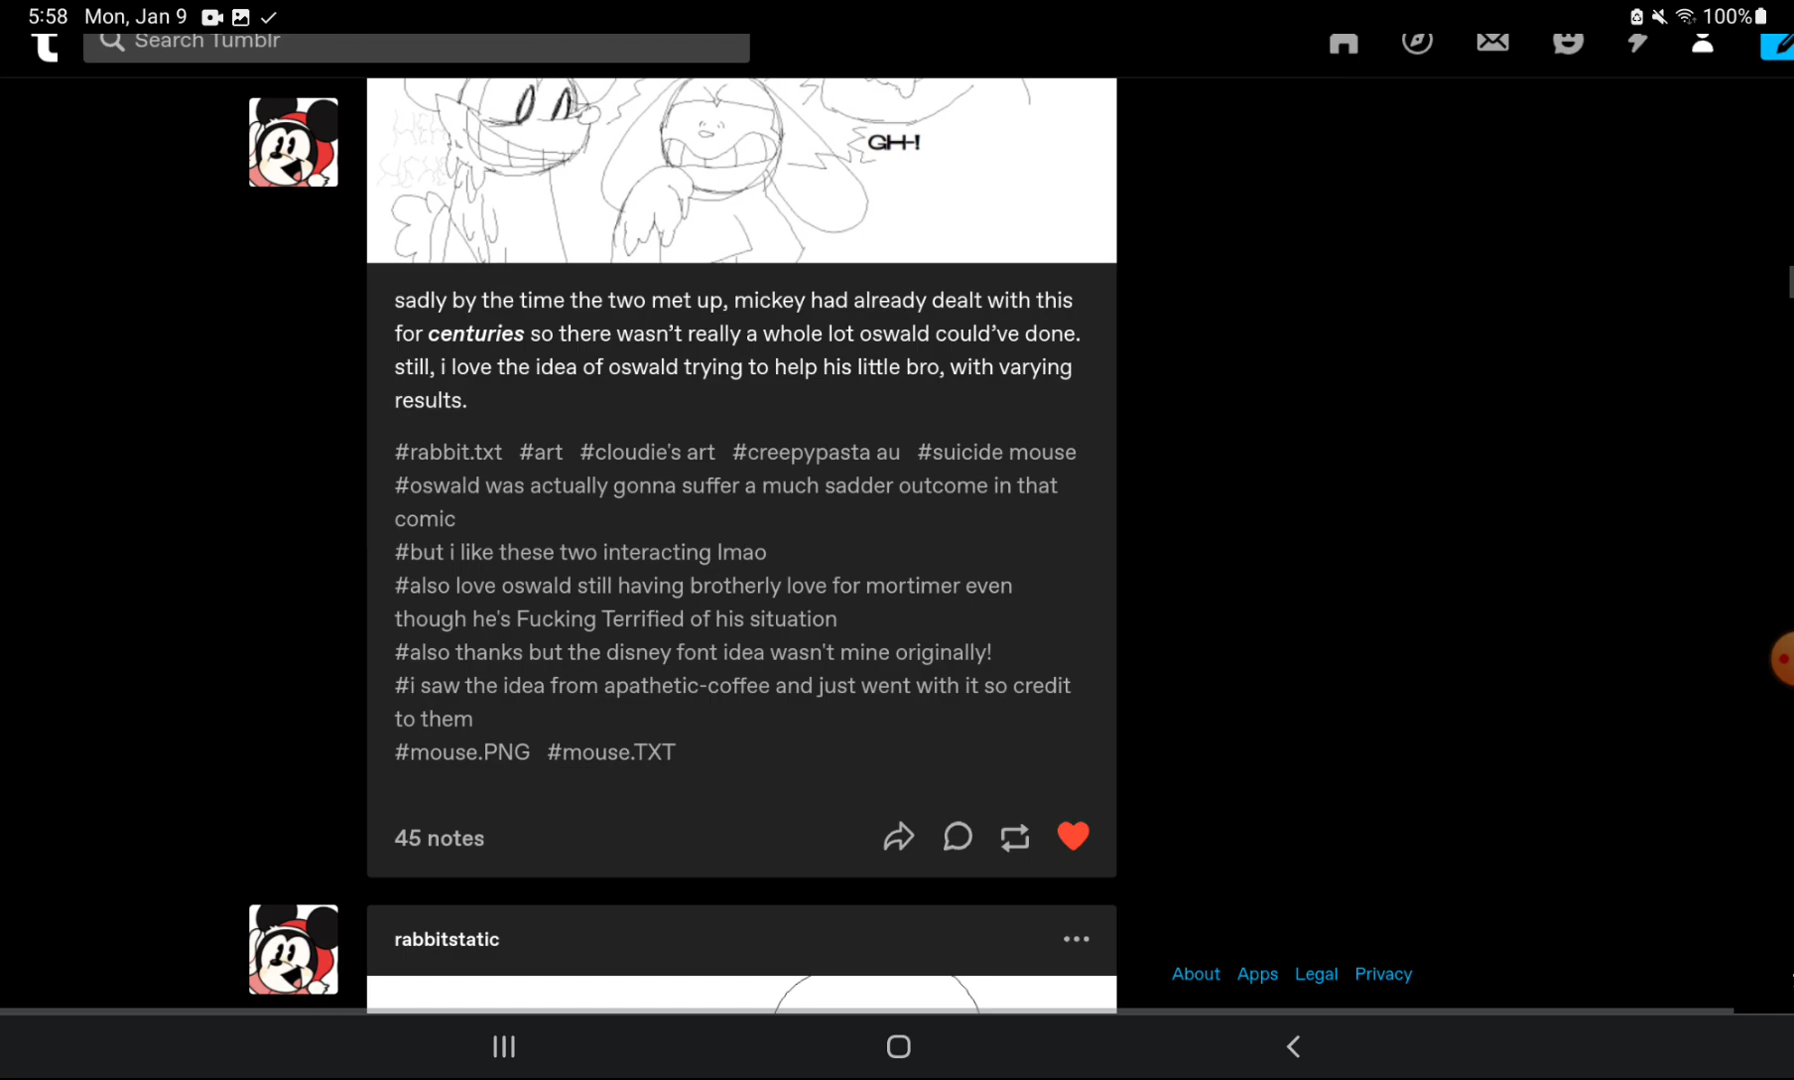 5:58 Mon, Jan 9 100%
Search Tumblr
GH-!
sadly by the time the two met up, mickey had already dealt with this
for centuries so there wasn’t really a whole lot oswald could’ve done.
still, i love the idea of oswald trying to help his little bro, with varying
results.
#rabbit.txt #art #cloudie's art #creepypasta au #suicide mouse
#oswald was actually gonna suffer a much sadder outcome in that
comic
#but i like these two interacting lmao
#also love oswald still having brotherly love for mortimer even
though he's Fucking Terrified of his situation
#also thanks but the disney font idea wasn't mine originally!
#i saw the idea from apathetic-coffee and just went with it so credit
to them
#mouse.PNG #mouse.TXT
45 notes
rabbitstatic
About Apps Legal Privacy